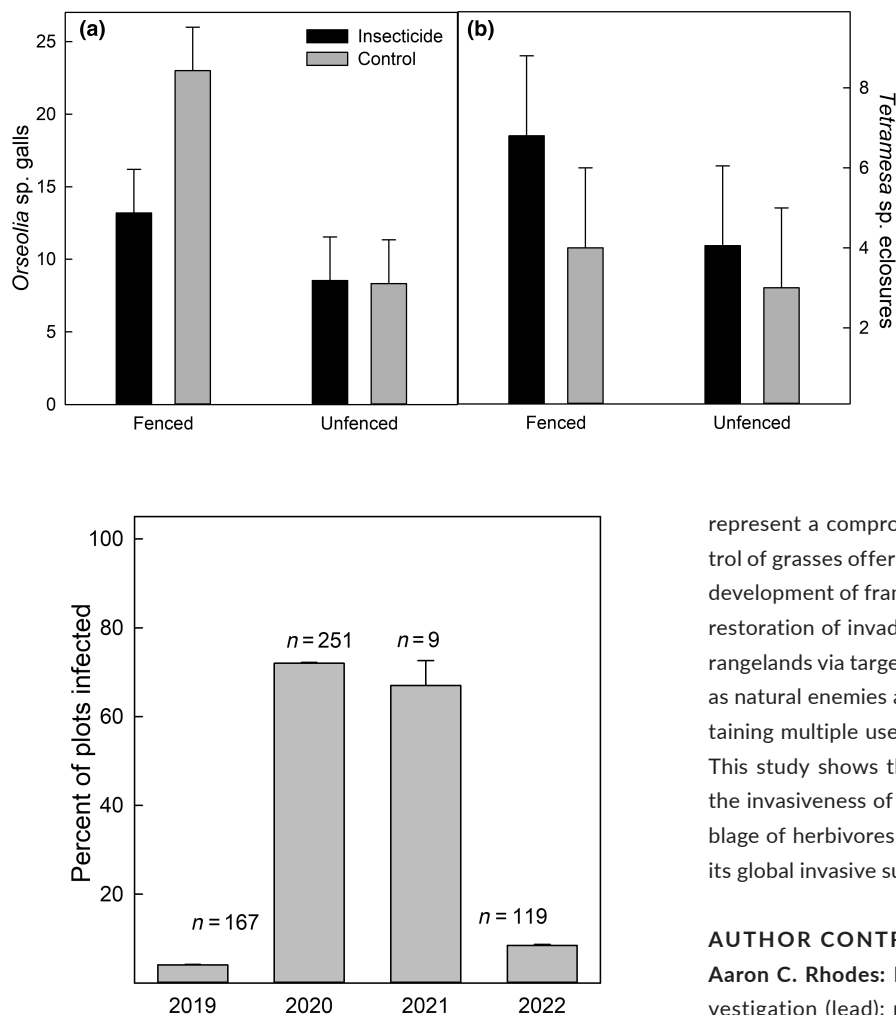 (a)
Insecticide
Control
25
20
15
10
5
0
Orseolia sp. galls
Fenced
Unfenced
(b)
8
6
4
2
Tetramesa sp. eclosures
Fenced
Unfenced
100
80
60
40
20
Percent of plots infected
n = 167
n = 251
n = 9
n = 119
2019
2020
2021
2022
represent a compro
trol of grasses offer
development of fran
restoration of invad
rangelands via targe
as natural enemies a
taining multiple use
This study shows th
the invasiveness of
blage of herbivores
its global invasive su
AUTHOR CONTR
Aaron C. Rhodes:
vestigation (lead);